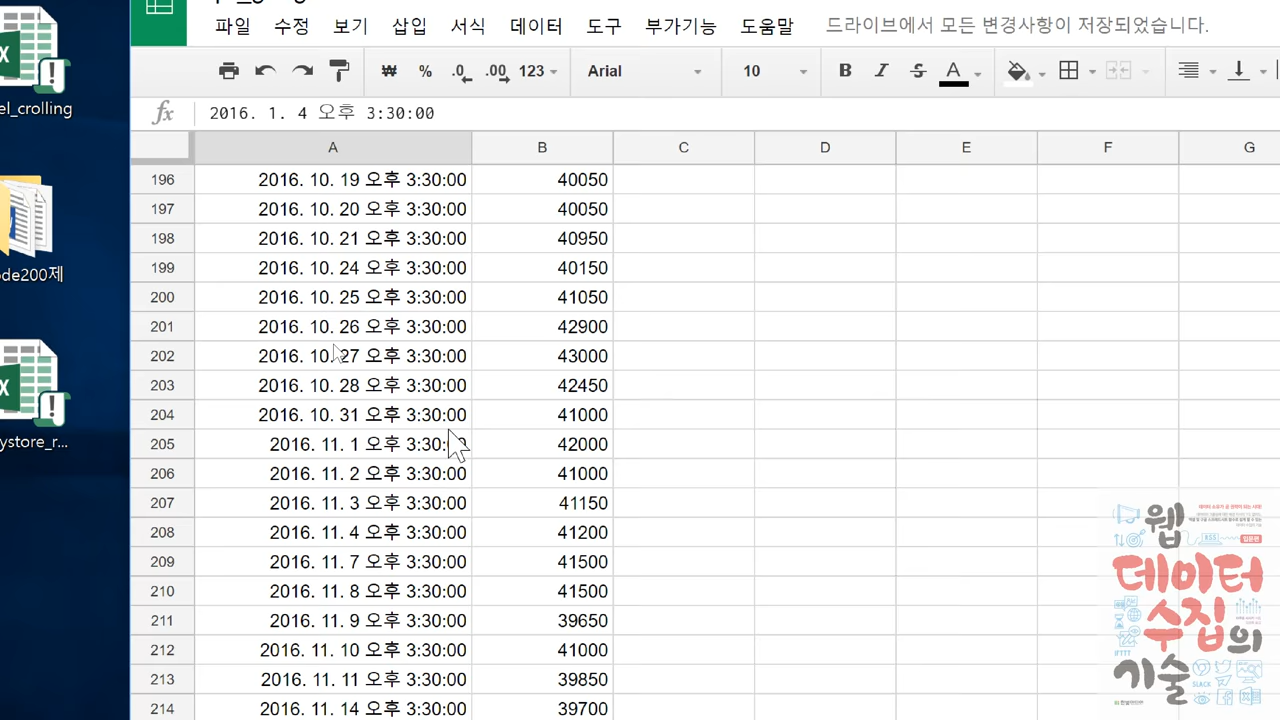 파일 수정 보기 삽입 서식 데이터 도구 부가기능 도움말 드라이브에서 모든 변경사항이 저장되었습니다.
₩ % .0 .00 123 Arial 10 B I S A
fx 2016. 1. 4 오후 3:30:00
A B C D E F G
196 2016. 10. 19 오후 3:30:00 40050
197 2016. 10. 20 오후 3:30:00 40050
198 2016. 10. 21 오후 3:30:00 40950
199 2016. 10. 24 오후 3:30:00 40150
200 2016. 10. 25 오후 3:30:00 41050
201 2016. 10. 26 오후 3:30:00 42900
202 2016. 10. 27 오후 3:30:00 43000
203 2016. 10. 28 오후 3:30:00 42450
204 2016. 10. 31 오후 3:30:00 41000
205 2016. 11. 1 오후 3:30:00 42000
206 2016. 11. 2 오후 3:30:00 41000
207 2016. 11. 3 오후 3:30:00 41150
208 2016. 11. 4 오후 3:30:00 41200
209 2016. 11. 7 오후 3:30:00 41500
210 2016. 11. 8 오후 3:30:00 41500
211 2016. 11. 9 오후 3:30:00 39650
212 2016. 11. 10 오후 3:30:00 41000
213 2016. 11. 11 오후 3:30:00 39850
214 2016. 11. 14 오후 3:30:00 39700
el_crolling
ode200제
ystore_r...
웹
데이터
수집의
기술
RSS
입문편
IFTTT
SLACK
한빛미디어